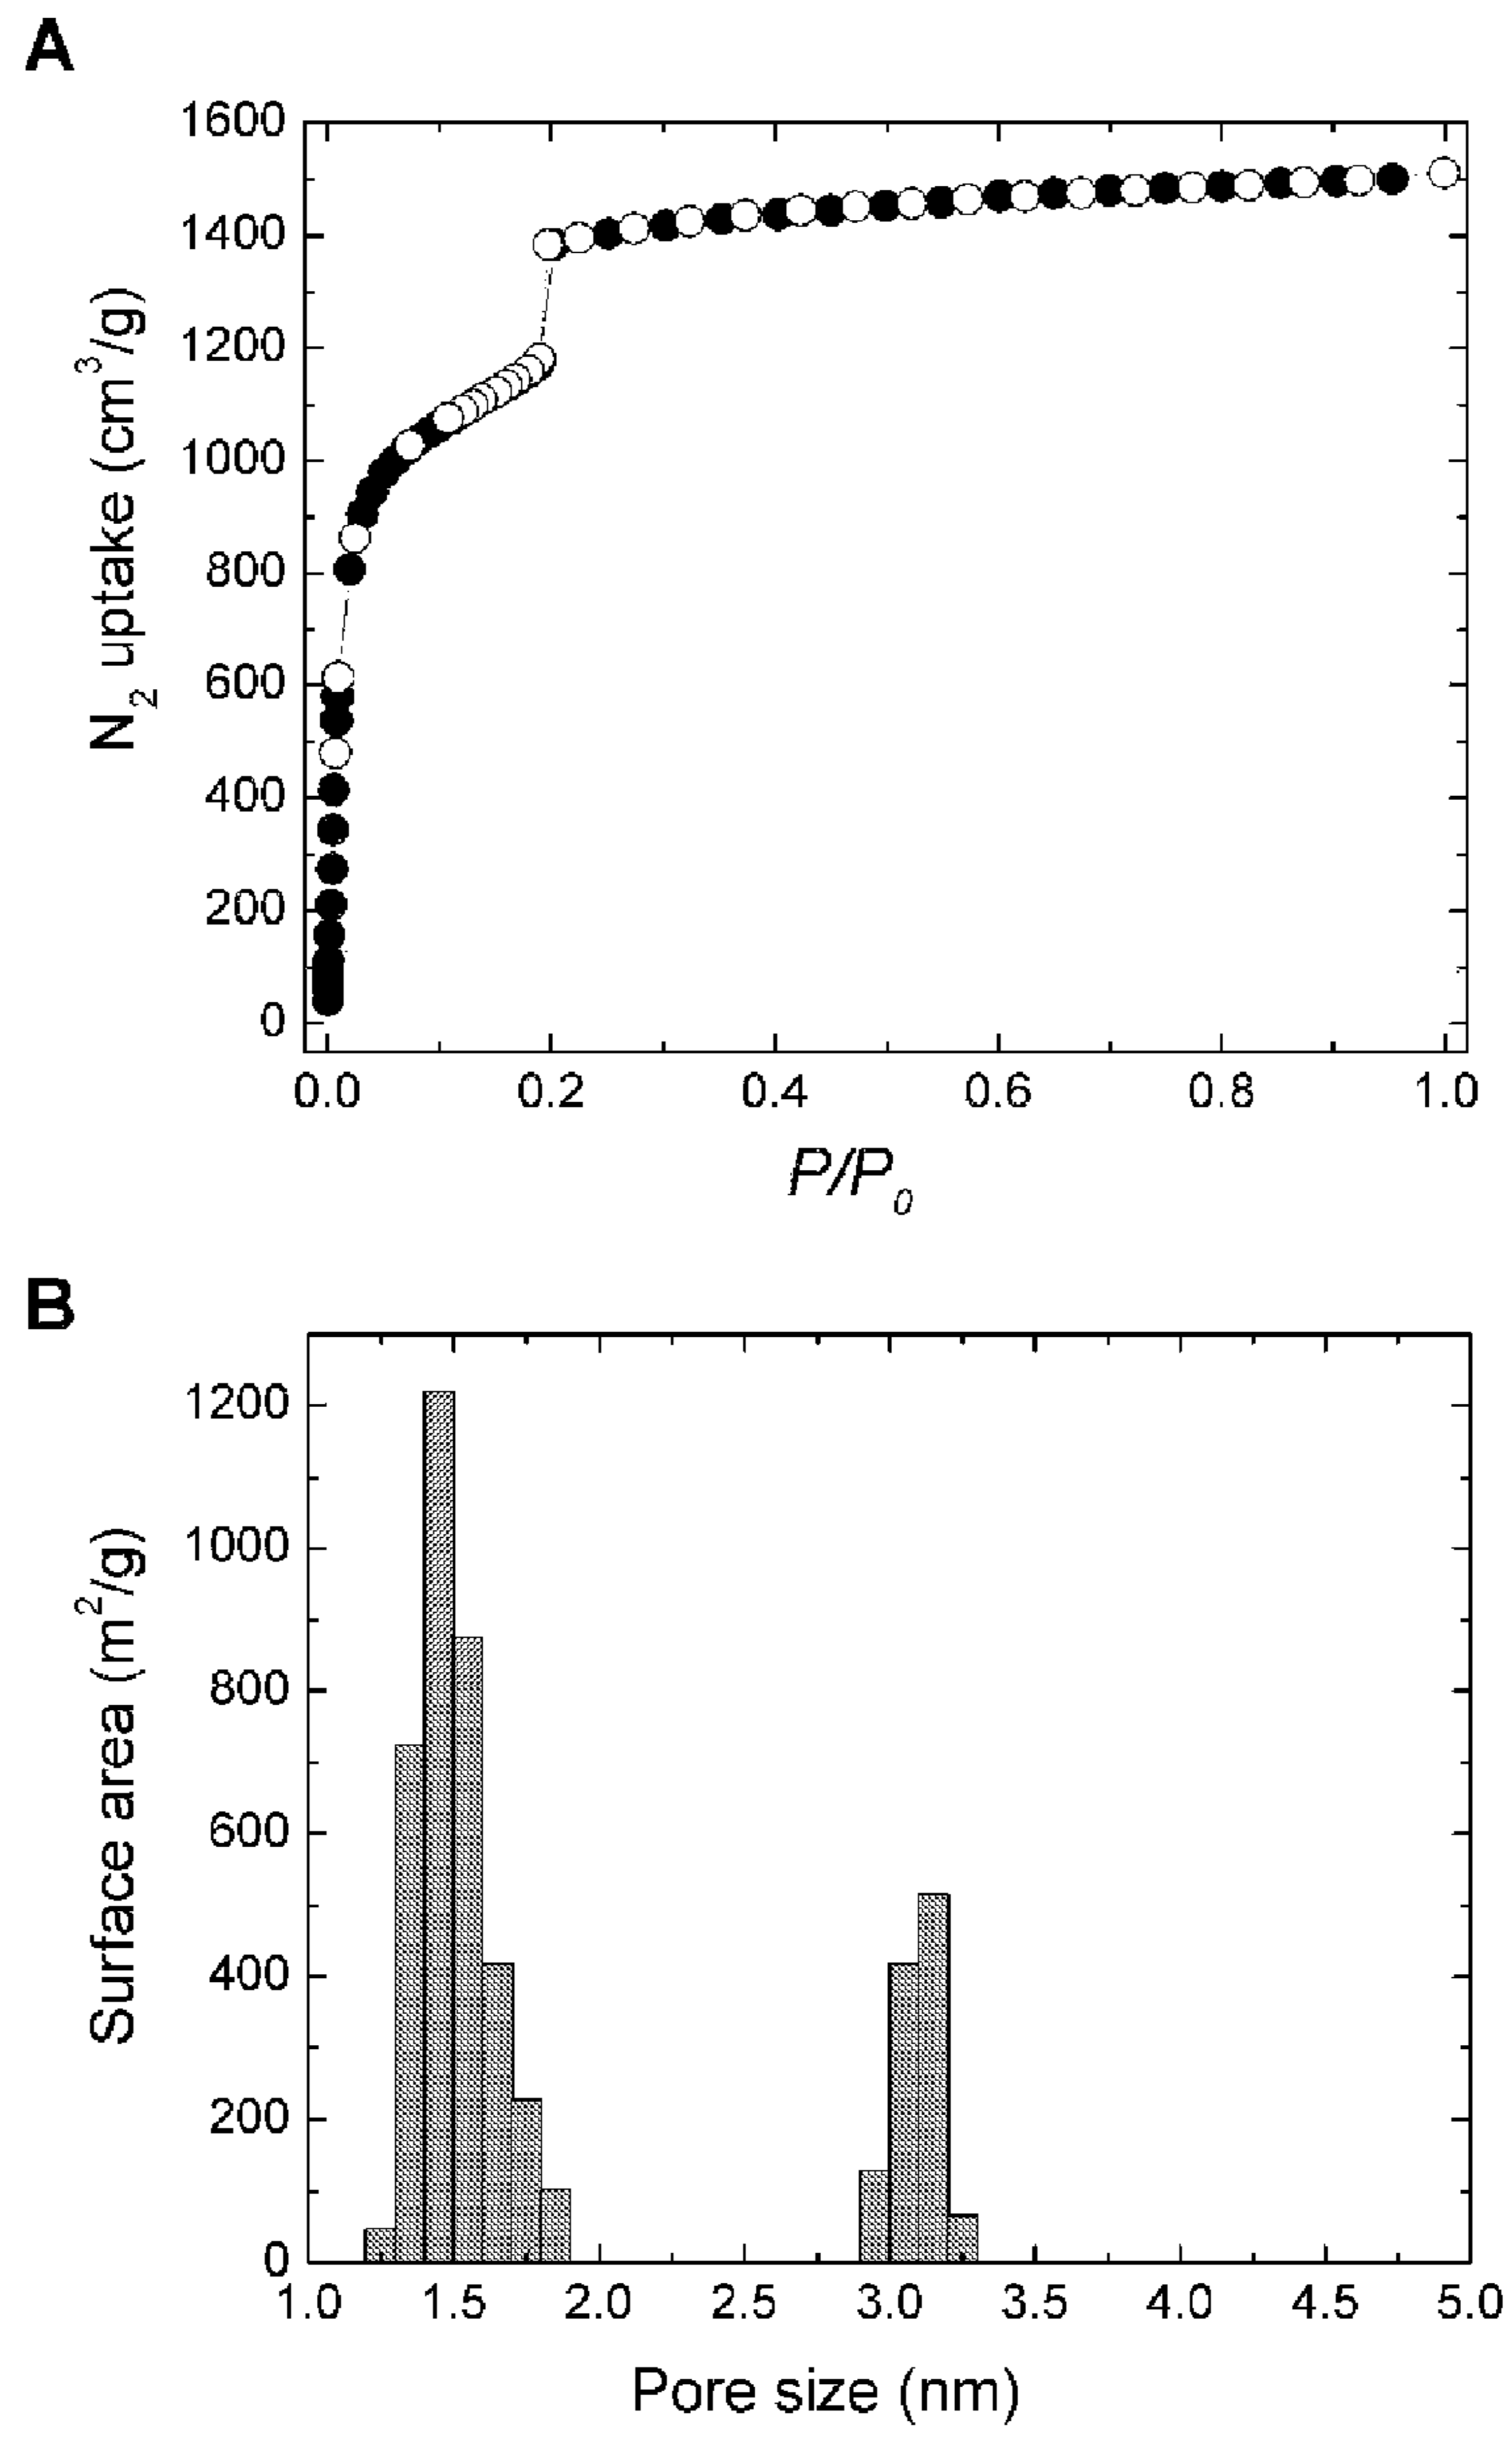 A
1600
1400
1200
1000
800
600
400
200
0
N2 uptake (cm3/g)
0.0 0.2 0.4 0.6 0.8 1.0
P/P0
B
1200
1000
800
600
400
200
0
Surface area (m2/g)
1.0 1.5 2.0 2.5 3.0 3.5 4.0 4.5 5.0
Pore size (nm)